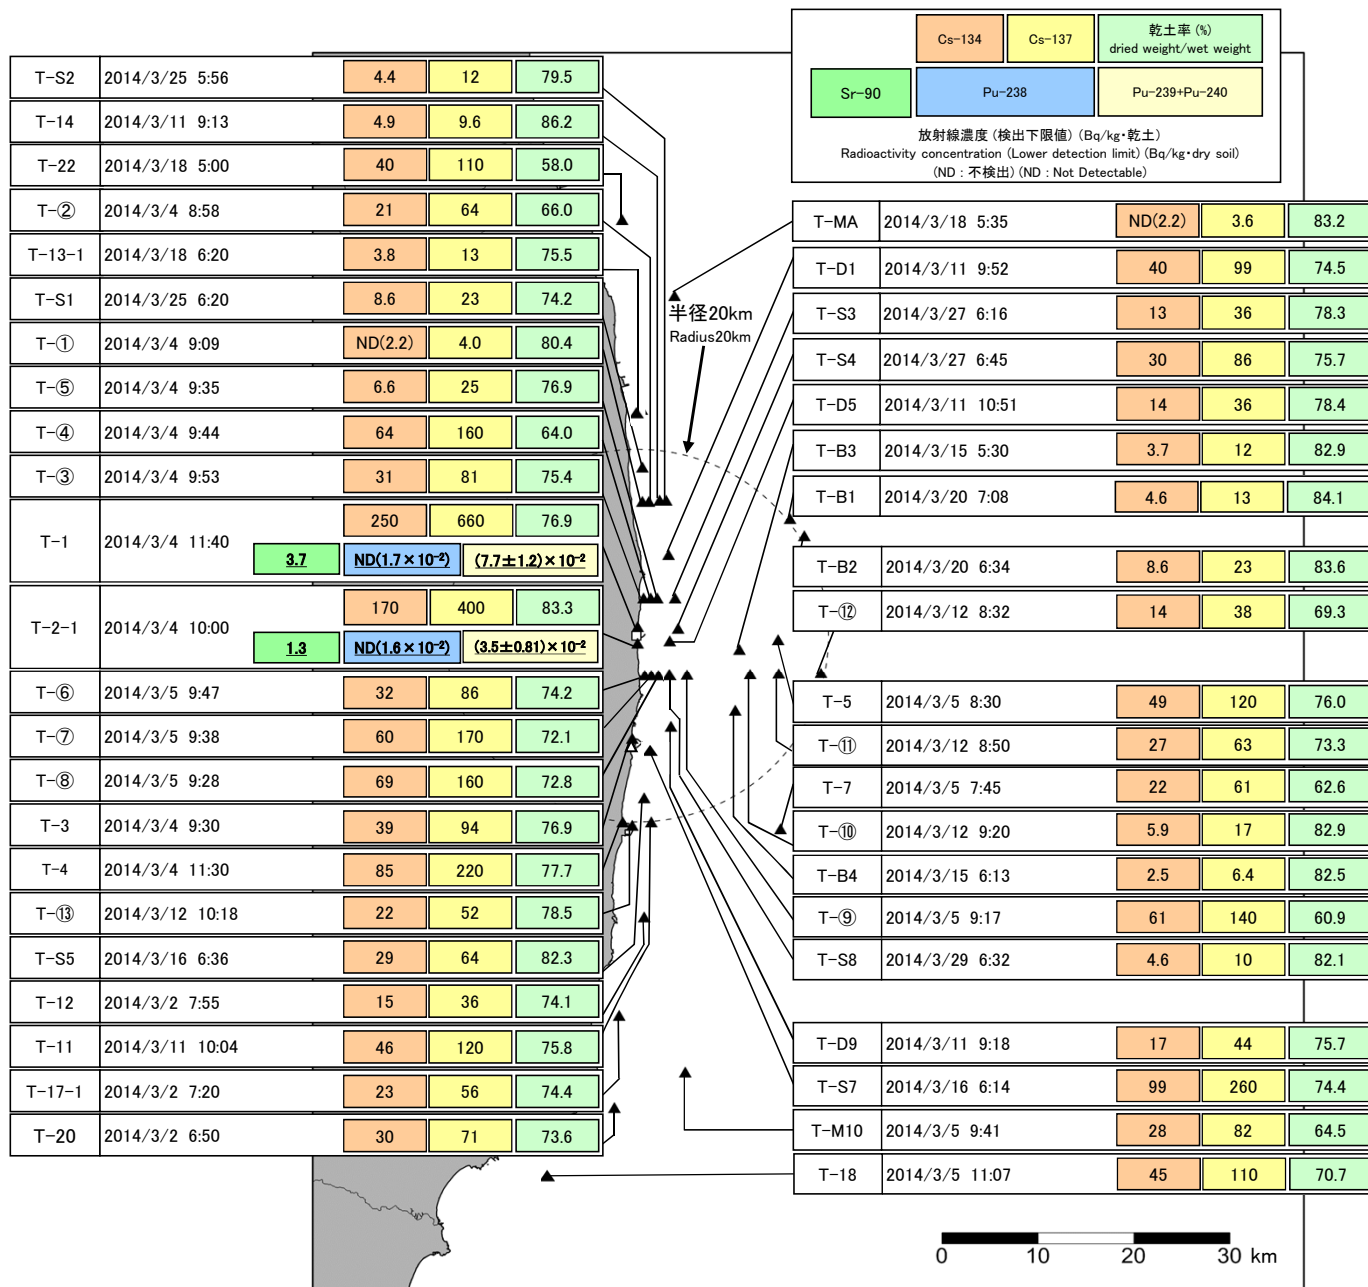 Cs-134 Cs-137 乾土率 (%)
dried weight/wet weight
Sr-90 Pu-238 Pu-239+Pu-240
放射線濃度 (検出下限値) (Bq/kg・乾土)
Radioactivity concentration (Lower detection limit) (Bq/kg・dry soil)
(ND : 不検出) (ND : Not Detectable)
T-S2 2014/3/25 5:56 4.4 12 79.5
T-14 2014/3/11 9:13 4.9 9.6 86.2
T-22 2014/3/18 5:00 40 110 58.0
T-② 2014/3/4 8:58 21 64 66.0
T-13-1 2014/3/18 6:20 3.8 13 75.5
T-S1 2014/3/25 6:20 8.6 23 74.2
T-① 2014/3/4 9:09 ND(2.2) 4.0 80.4
T-⑤ 2014/3/4 9:35 6.6 25 76.9
T-④ 2014/3/4 9:44 64 160 64.0
T-③ 2014/3/4 9:53 31 81 75.4
T-1 2014/3/4 11:40 250 660 76.9
3.7 ND(1.7×10⁻²) (7.7±1.2)×10⁻²
T-2-1 2014/3/4 10:00 170 400 83.3
1.3 ND(1.6×10⁻²) (3.5±0.81)×10⁻²
T-⑥ 2014/3/5 9:47 32 86 74.2
T-⑦ 2014/3/5 9:38 60 170 72.1
T-⑧ 2014/3/5 9:28 69 160 72.8
T-3 2014/3/4 9:30 39 94 76.9
T-4 2014/3/4 11:30 85 220 77.7
T-⑬ 2014/3/12 10:18 22 52 78.5
T-S5 2014/3/16 6:36 29 64 82.3
T-12 2014/3/2 7:55 15 36 74.1
T-11 2014/3/11 10:04 46 120 75.8
T-17-1 2014/3/2 7:20 23 56 74.4
T-20 2014/3/2 6:50 30 71 73.6
半径20km
Radius20km
T-MA 2014/3/18 5:35 ND(2.2) 3.6 83.2
T-D1 2014/3/11 9:52 40 99 74.5
T-S3 2014/3/27 6:16 13 36 78.3
T-S4 2014/3/27 6:45 30 86 75.7
T-D5 2014/3/11 10:51 14 36 78.4
T-B3 2014/3/15 5:30 3.7 12 82.9
T-B1 2014/3/20 7:08 4.6 13 84.1
T-B2 2014/3/20 6:34 8.6 23 83.6
T-⑫ 2014/3/12 8:32 14 38 69.3
T-5 2014/3/5 8:30 49 120 76.0
T-⑪ 2014/3/12 8:50 27 63 73.3
T-7 2014/3/5 7:45 22 61 62.6
T-⑩ 2014/3/12 9:20 5.9 17 82.9
T-B4 2014/3/15 6:13 2.5 6.4 82.5
T-⑨ 2014/3/5 9:17 61 140 60.9
T-S8 2014/3/29 6:32 4.6 10 82.1
T-D9 2014/3/11 9:18 17 44 75.7
T-S7 2014/3/16 6:14 99 260 74.4
T-M10 2014/3/5 9:41 28 82 64.5
T-18 2014/3/5 11:07 45 110 70.7
0 10 20 30 km